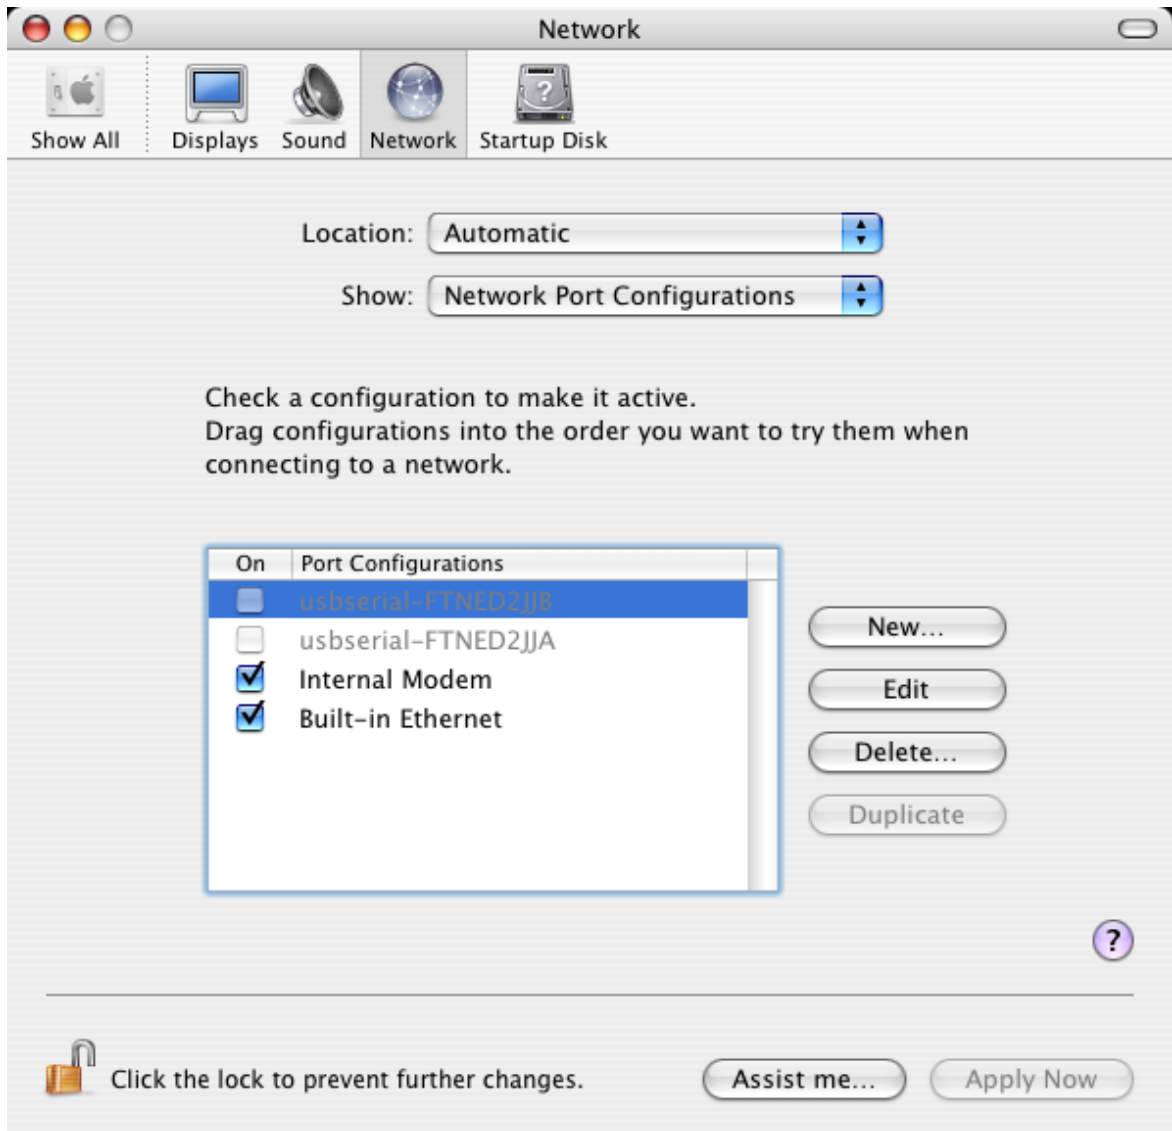 Network
Show All
Displays
Sound
Network
Startup Disk
Location: Automatic
Show: Network Port Configurations
Check a configuration to make it active.
Drag configurations into the order you want to try them when
connecting to a network.
On Port Configurations
usbserial-FTNED2JJB
usbserial-FTNED2JJA
Internal Modem
Built-in Ethernet
New...
Edit
Delete...
Duplicate
?
Click the lock to prevent further changes.
Assist me...
Apply Now